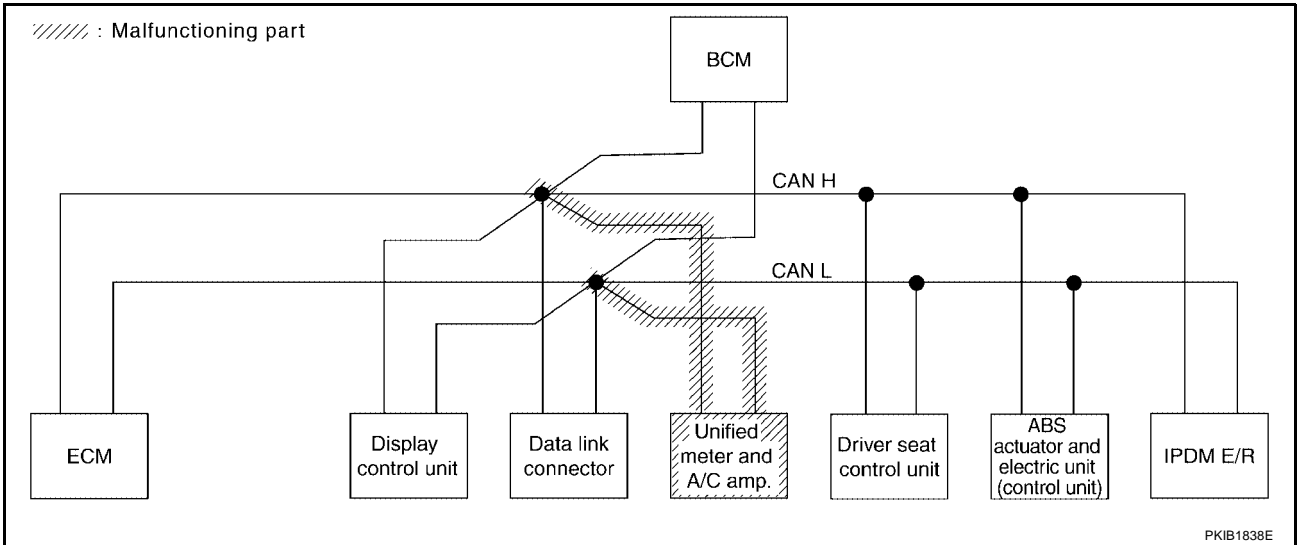 : Malfunctioning part
BCM
CAN H
CAN L
ECM
Display
control unit
Data link
connector
Unified
meter and
A/C amp.
Driver seat
control unit
ABS
actuator and
electric unit
(control unit)
IPDM E/R
PKIB1838E